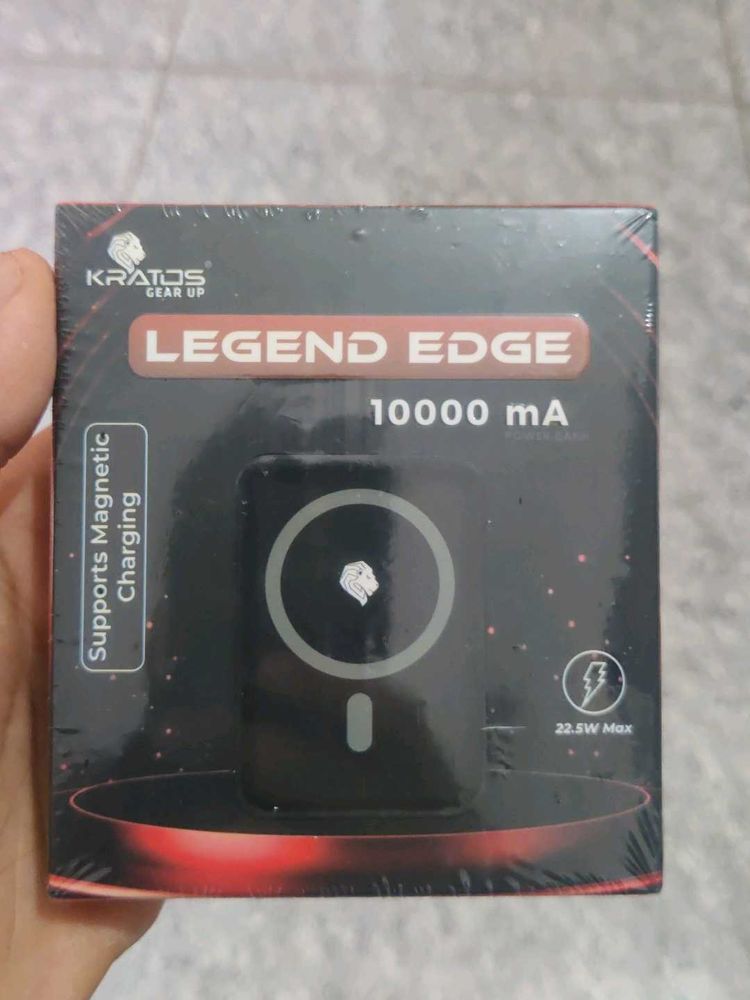 KRATOS®
GEAR UP
LEGEND EDGE
10000 mA
POWER BANK
Supports Magnetic
Charging
22.5W Max